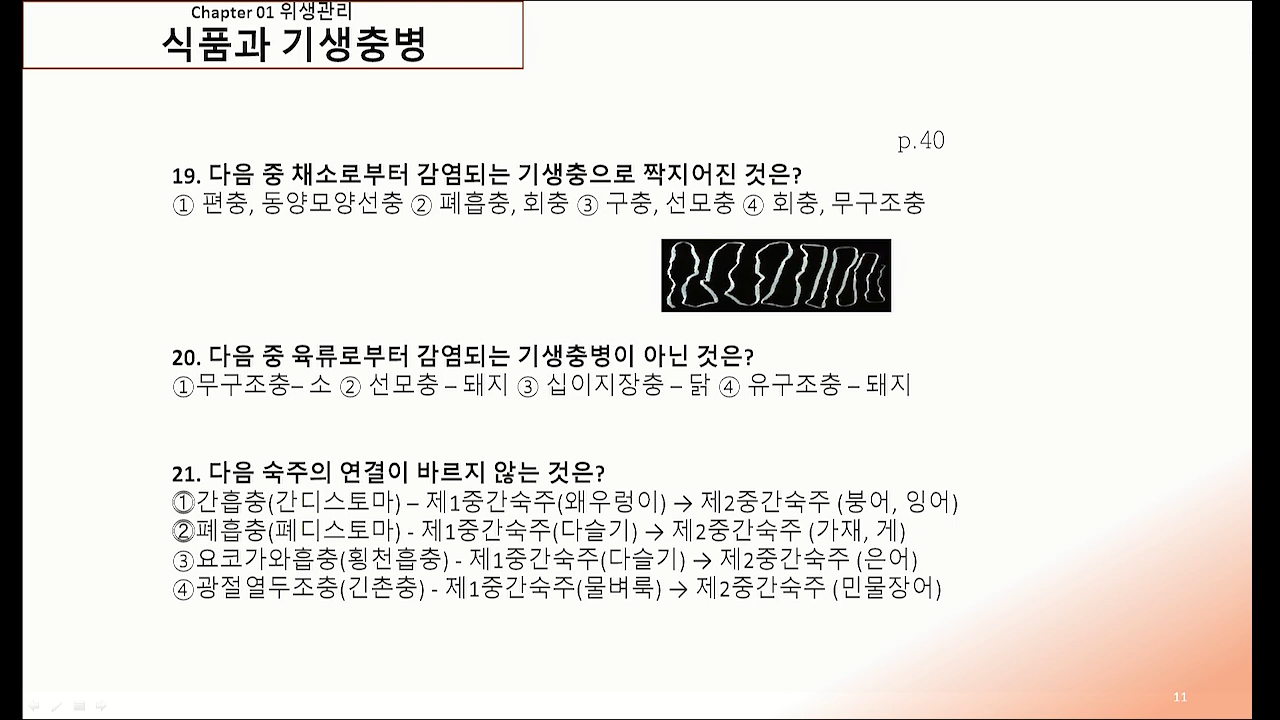 Chapter 01 위생관리
식품과 기생충병
p.40
19. 다음 중 채소로부터 감염되는 기생충으로 짝지어진 것은?
① 편충, 동양모양선충 ② 폐흡충, 회충 ③ 구충, 선모충 ④ 회충, 무구조충
20. 다음 중 육류로부터 감염되는 기생충병이 아닌 것은?
①무구조충– 소 ② 선모충 – 돼지 ③ 십이지장충 – 닭 ④ 유구조충 – 돼지
21. 다음 숙주의 연결이 바르지 않는 것은?
①간흡충(간디스토마) – 제1중간숙주(왜우렁이) → 제2중간숙주 (붕어, 잉어)
②폐흡충(폐디스토마) - 제1중간숙주(다슬기) → 제2중간숙주 (가재, 게)
③요코가와흡충(횡천흡충) - 제1중간숙주(다슬기) → 제2중간숙주 (은어)
④광절열두조충(긴촌충) - 제1중간숙주(물벼룩) → 제2중간숙주 (민물장어)
11